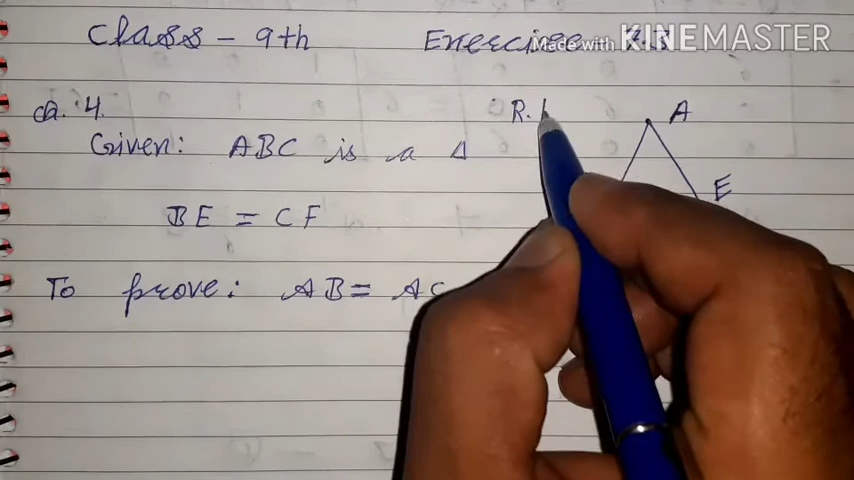 Class - 9th Exercise
Made with KINEMASTER
Q. 4.
R. A
Given: ABC is a Δ
E
BE = CF
To prove: AB = AC